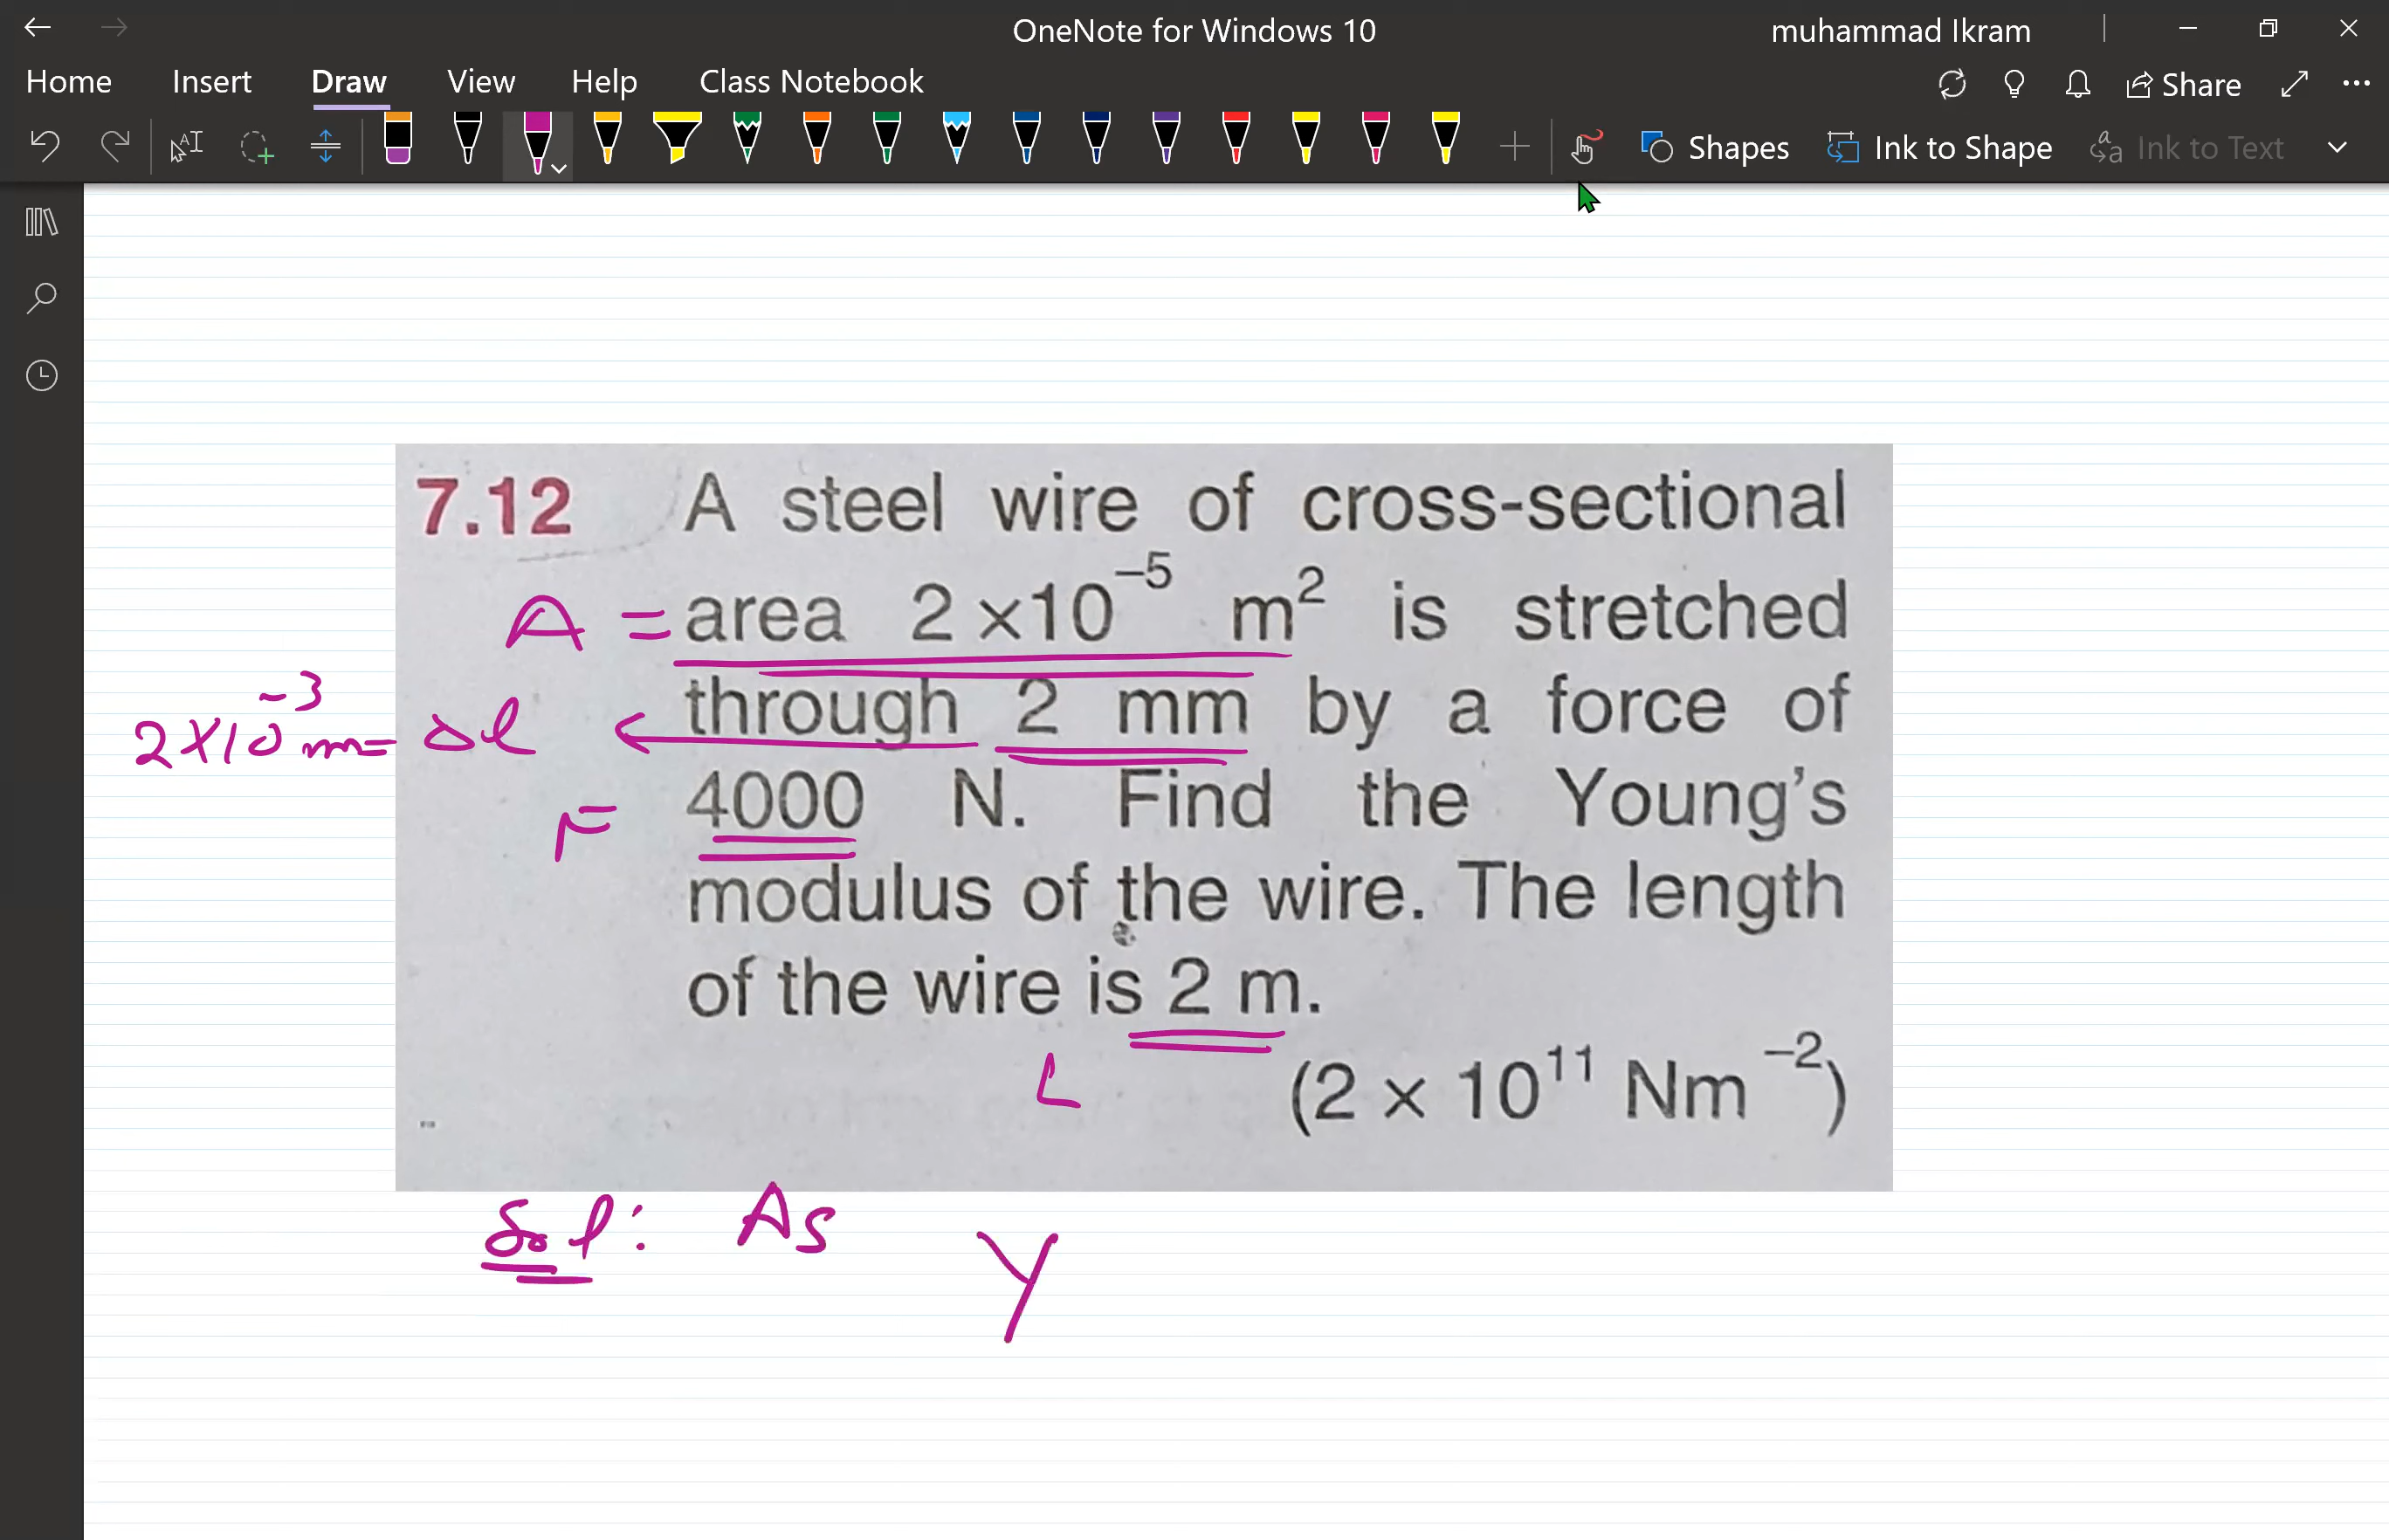 OneNote for Windows 10
muhammad Ikram
Home Insert Draw View Help Class Notebook
Share
Shapes Ink to Shape Ink to Text
7.12 A steel wire of cross-sectional
A = area 2 ×10⁻⁵ m² is stretched
2×10⁻³ m= Δl ← through 2 mm by a force of
F= 4000 N. Find the Young's
modulus of the wire. The length
of the wire is 2 m.
L (2 × 10¹¹ Nm⁻²)
Sol: As Y